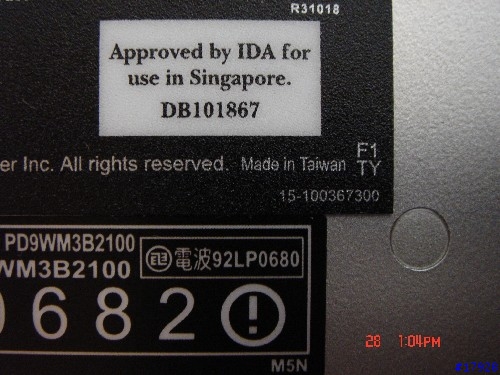 R31018
Approved by IDA for
use in Singapore.
DB101867
er Inc. All rights reserved. Made in Taiwan
F1
TY
15-100367300
PD9WM3B2100
WM3B2100
電波92LP0680
0682
M5N
28 1:04PM